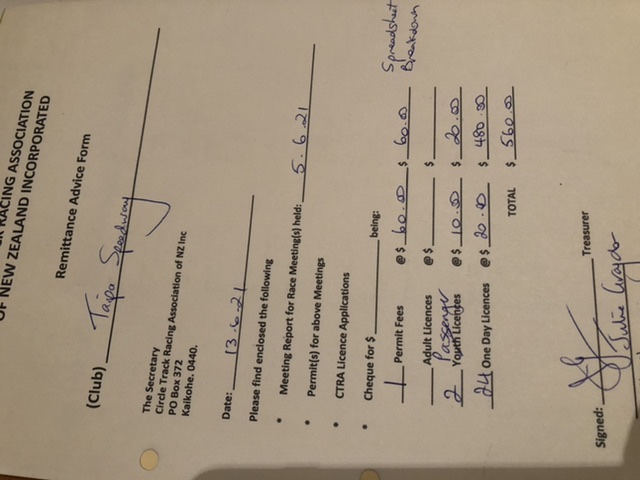 RACING ASSOCIATION
OF NEW ZEALAND INCORPORATED
Remittance Advice Form
(Club) Taipa Speedway
The Secretary
Circle Track Racing Association of NZ Inc
PO Box 372
Kaikohe. 0440.
Date: 13.6.21
Please find enclosed the following
• Meeting Report for Race Meeting(s) held: 5.6.21
• Permit(s) for above Meetings
• CTRA Licence Applications
• Cheque for $ being:
Spreadsheet
Breakdown
1 Permit Fees @ $ 60.00 $ 60.00
Adult Licences @ $ $
Passenger
2 Youth Licences @ $ 10.00 $ 20.00
24 One Day Licences @ $ 20.00 $ 480.00
TOTAL $ 560.00
Signed: Treasurer
Julie